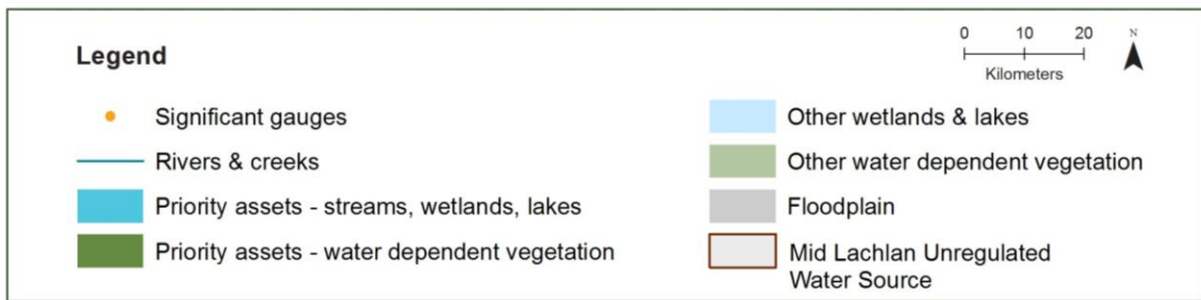 Legend
0 10 20
Kilometers
N
Significant gauges
Rivers & creeks
Priority assets - streams, wetlands, lakes
Priority assets - water dependent vegetation
Other wetlands & lakes
Other water dependent vegetation
Floodplain
Mid Lachlan Unregulated
Water Source